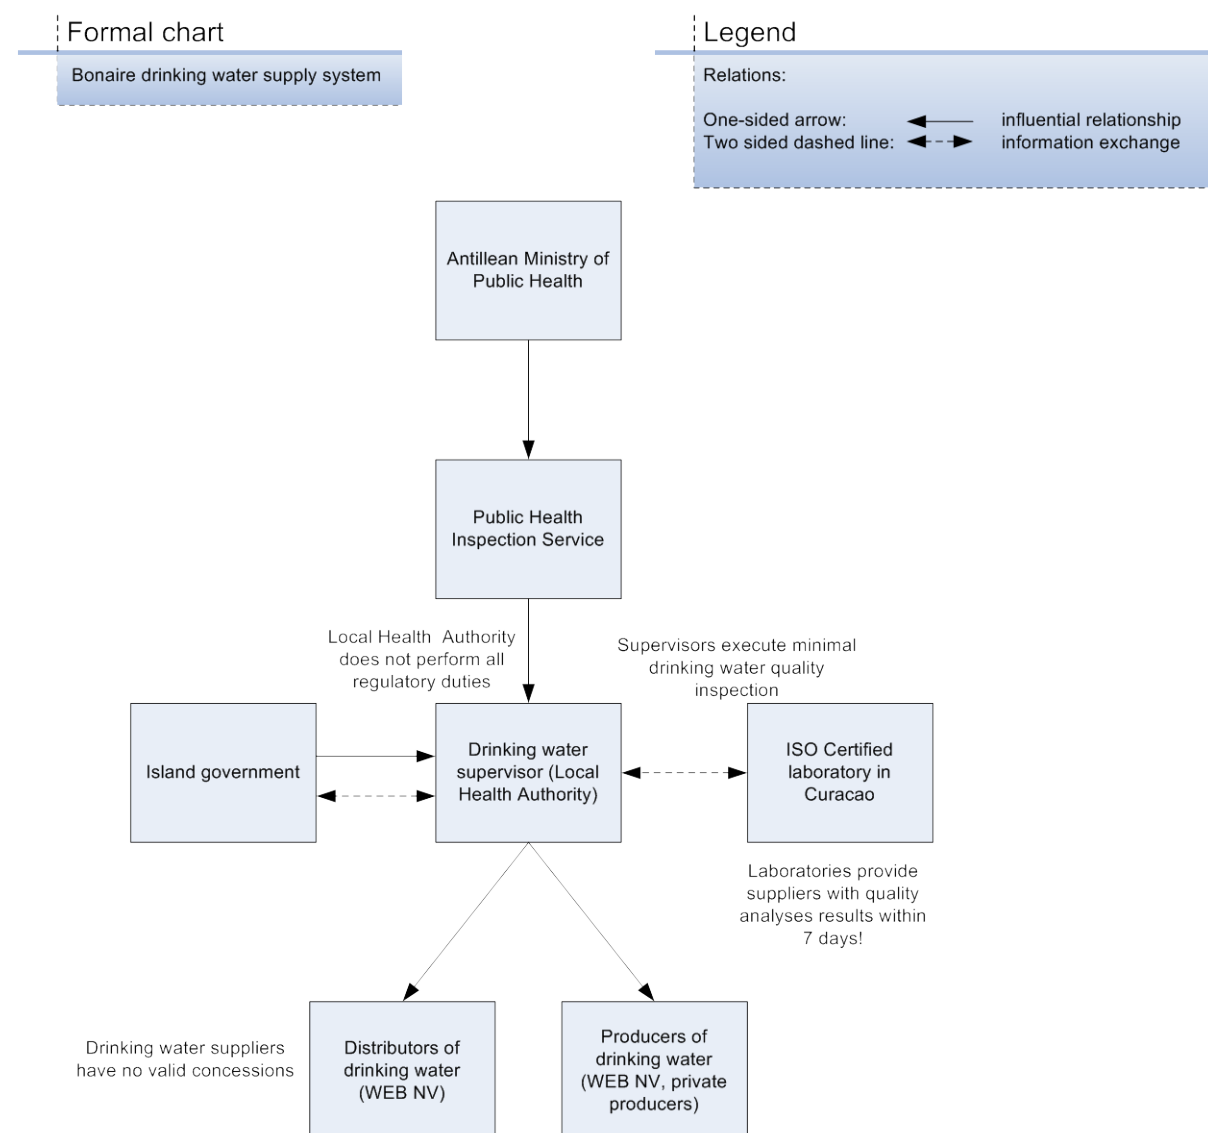 Formal chart
Bonaire drinking water supply system
Legend
Relations:
One-sided arrow: influential relationship
Two sided dashed line: information exchange
Antillean Ministry of
Public Health
Public Health
Inspection Service
Local Health Authority
does not perform all
regulatory duties
Supervisors execute minimal
drinking water quality
inspection
Island government
Drinking water
supervisor (Local
Health Authority)
ISO Certified
laboratory in
Curacao
Laboratories provide
suppliers with quality
analyses results within
7 days!
Drinking water suppliers
have no valid concessions
Distributors of
drinking water
(WEB NV)
Producers of
drinking water
(WEB NV, private
producers)